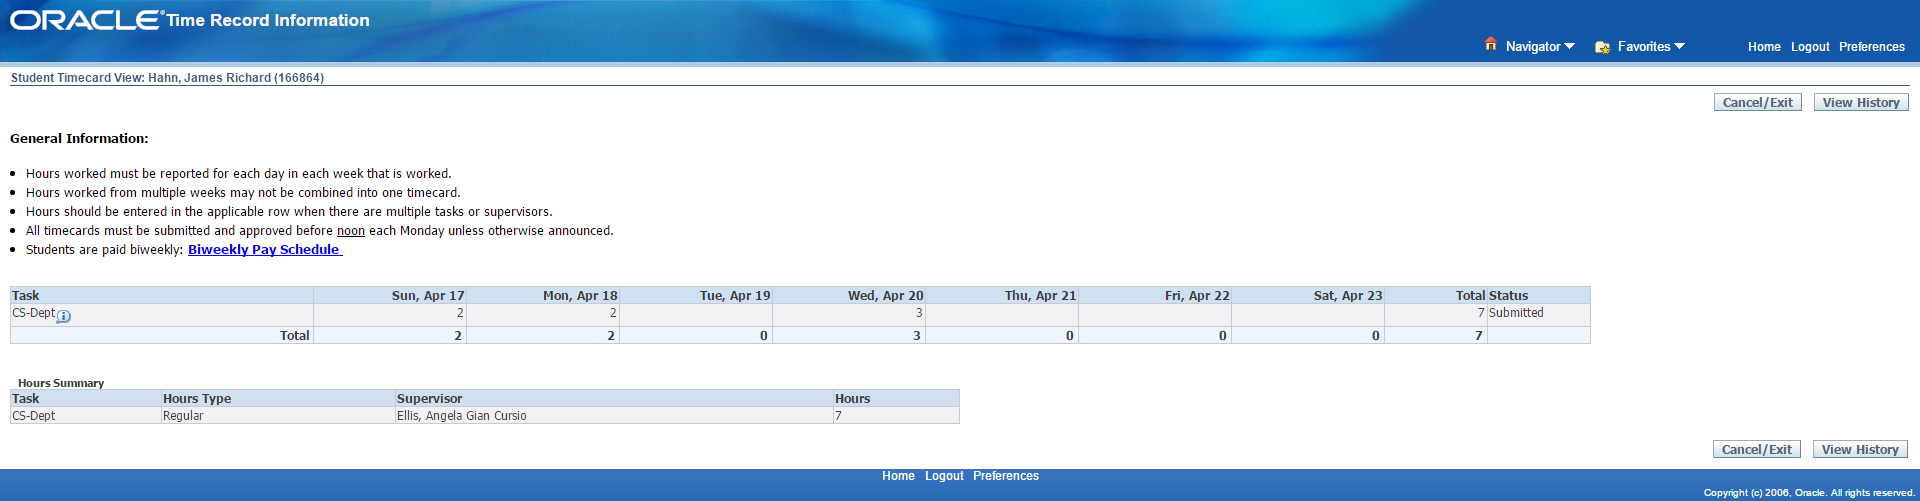 ORACLE® Time Record Information
Navigator Favorites Home Logout Preferences
Student Timecard View: Hahn, James Richard (166864)
Cancel/Exit View History
General Information:
• Hours worked must be reported for each day in each week that is worked.
• Hours worked from multiple weeks may not be combined into one timecard.
• Hours should be entered in the applicable row when there are multiple tasks or supervisors.
• All timecards must be submitted and approved before noon each Monday unless otherwise announced.
• Students are paid biweekly: Biweekly Pay Schedule
Task Sun, Apr 17 Mon, Apr 18 Tue, Apr 19 Wed, Apr 20 Thu, Apr 21 Fri, Apr 22 Sat, Apr 23 Total Status
CS-Dept 2 2 3 7 Submitted
Total 2 2 0 3 0 0 0 7
Hours Summary
Task Hours Type Supervisor Hours
CS-Dept Regular Ellis, Angela Gian Cursio 7
Cancel/Exit View History
Home Logout Preferences
Copyright (c) 2006, Oracle. All rights reserved.